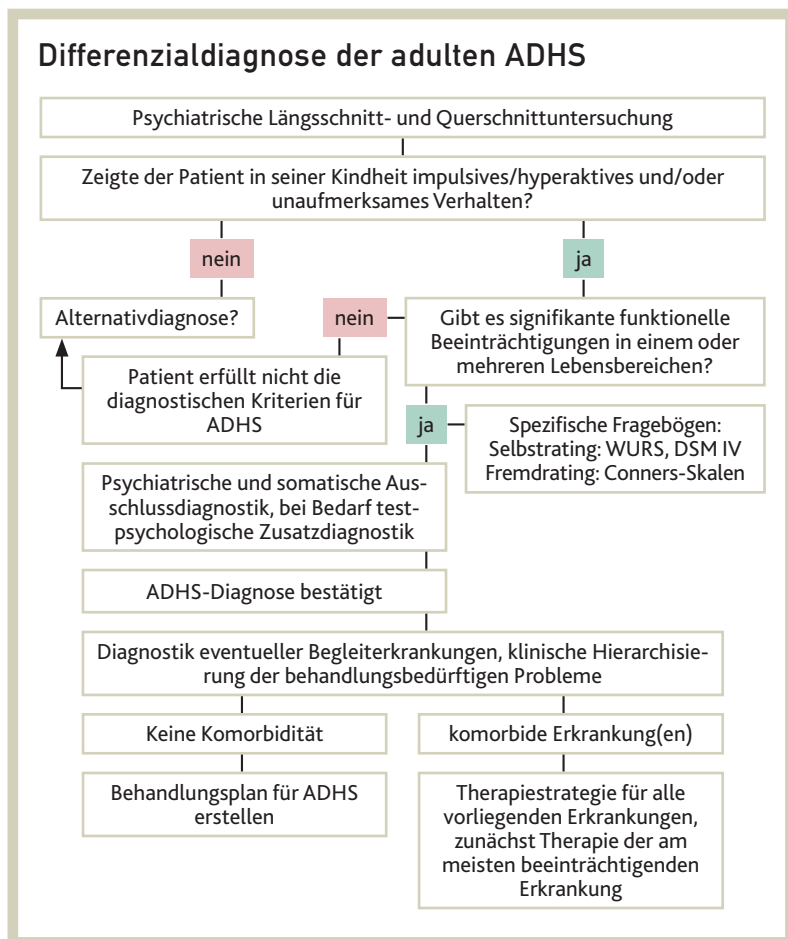 Differenzialdiagnose der adulten ADHS
Psychiatrische Längsschnitt- und Querschnittuntersuchung
Zeigte der Patient in seiner Kindheit impulsives/hyperaktives und/oder
unaufmerksames Verhalten?
nein
ja
Alternativdiagnose?
nein
Gibt es signifikante funktionelle
Beeinträchtigungen in einem oder
mehreren Lebensbereichen?
Patient erfüllt nicht die
diagnostischen Kriterien für
ADHS
ja
Spezifische Fragebögen:
Selbstrating: WURS, DSM IV
Fremdrating: Conners-Skalen
Psychiatrische und somatische Aus-
schlussdiagnostik, bei Bedarf test-
psychologische Zusatzdiagnostik
ADHS-Diagnose bestätigt
Diagnostik eventueller Begleiterkrankungen, klinische Hierarchisie-
rung der behandlungsbedürftigen Probleme
Keine Komorbidität
komorbide Erkrankung(en)
Behandlungsplan für ADHS
erstellen
Therapiestrategie für alle
vorliegenden Erkrankungen,
zunächst Therapie der am
meisten beeinträchtigenden
Erkrankung